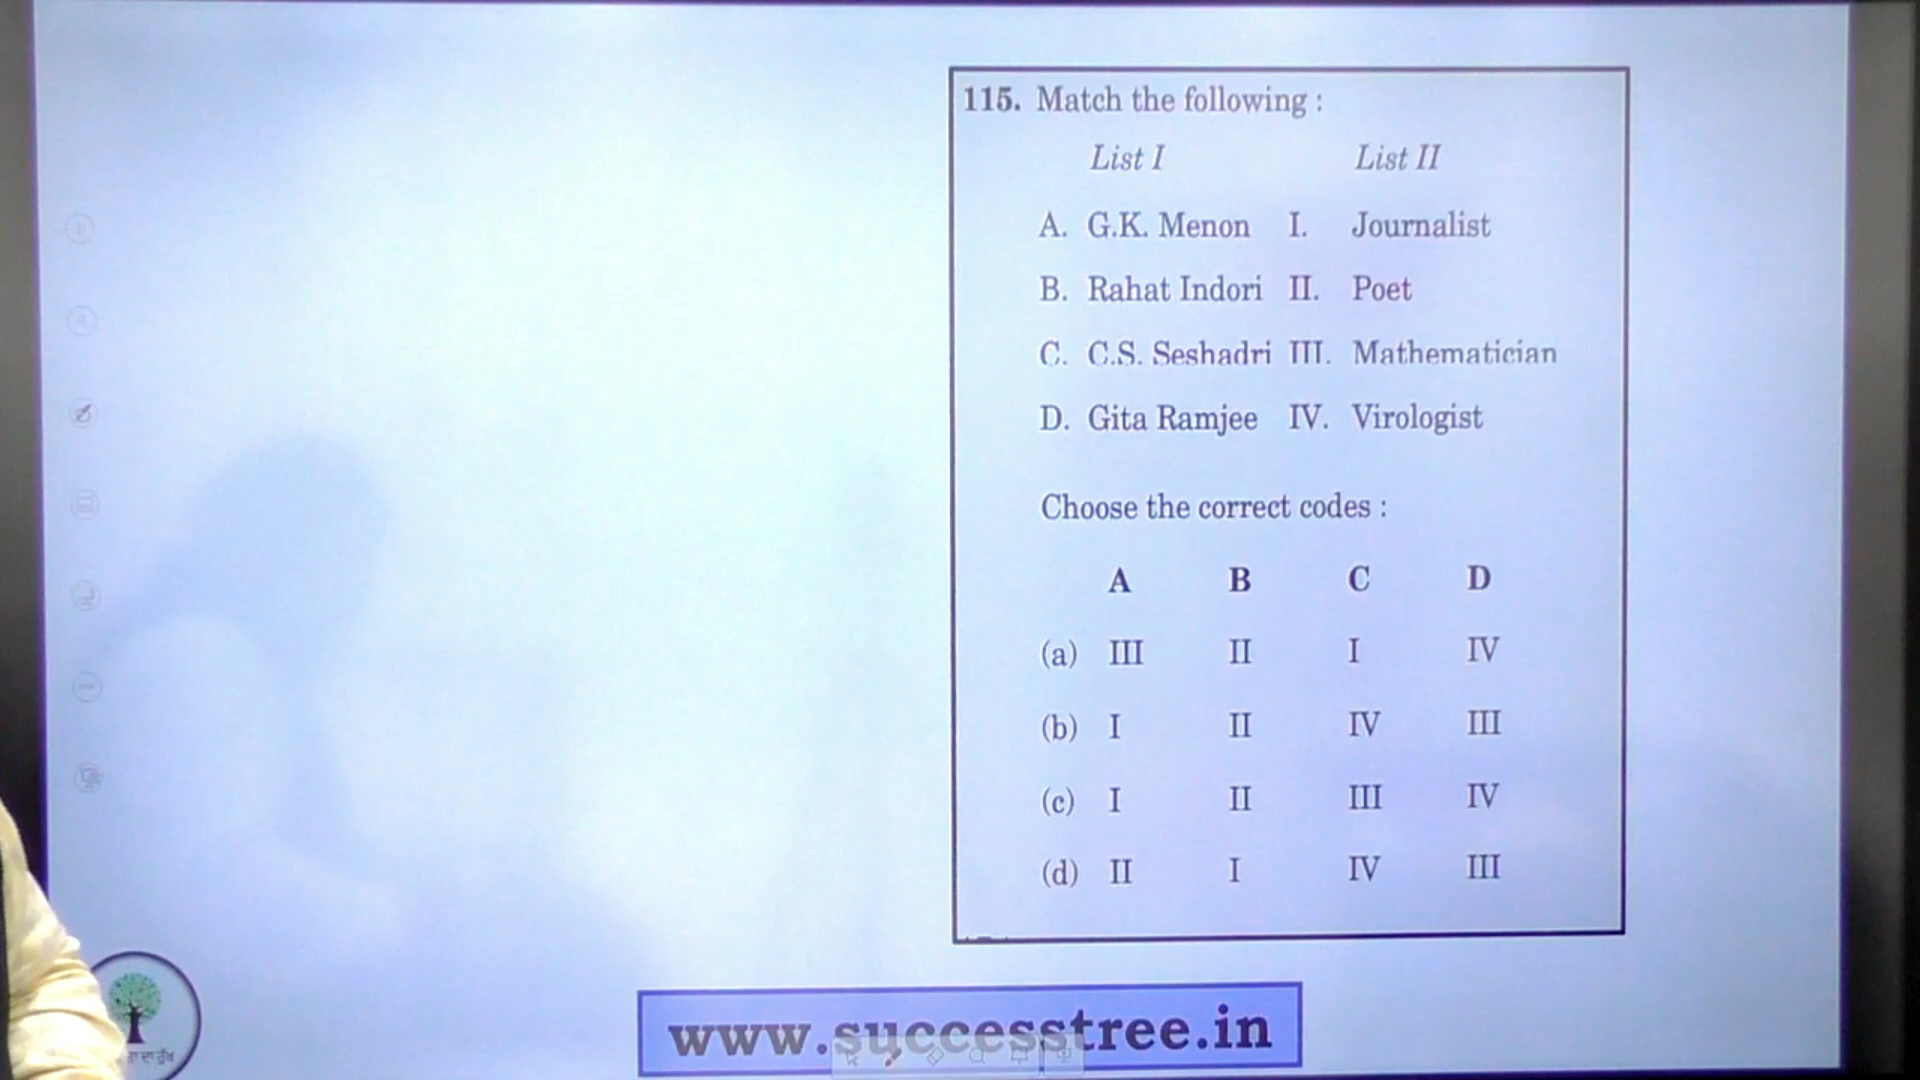 115. Match the following :
List I List II
A. G.K. Menon I. Journalist
B. Rahat Indori II. Poet
C. C.S. Seshadri III. Mathematician
D. Gita Ramjee IV. Virologist
Choose the correct codes :
A B C D
(a) III II I IV
(b) I II IV III
(c) I II III IV
(d) II I IV III
www.successtree.in
ਦਾ ਰੁੱਖ